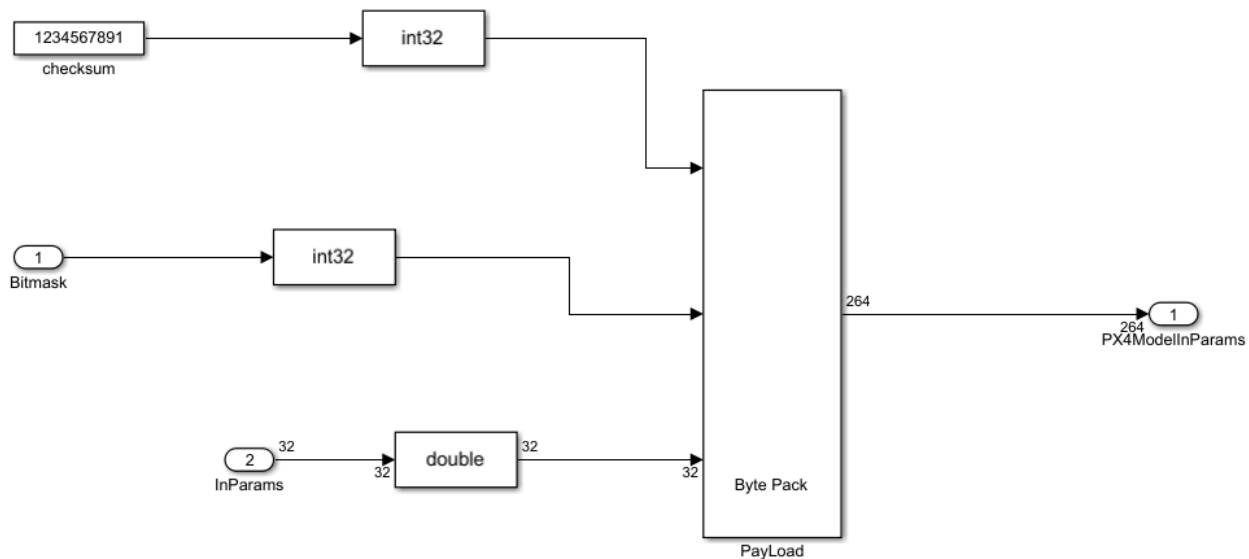 1234567891
checksum
int32
1
Bitmask
int32
2
InParams
32
32
double
32
32
Byte Pack
PayLoad
264
264
1
PX4ModelInParams